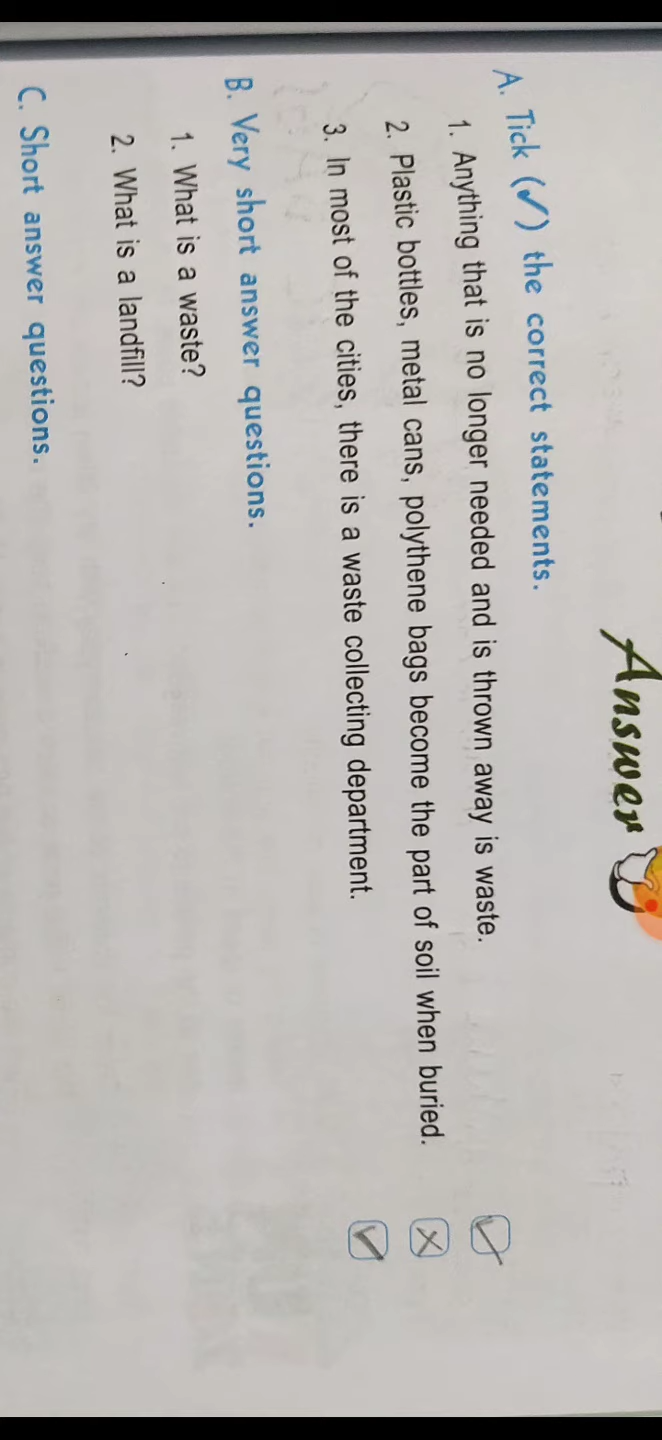 Answer
A. Tick (✓) the correct statements.
1. Anything that is no longer needed and is thrown away is waste. ✓
2. Plastic bottles, metal cans, polythene bags become the part of soil when buried. ✗
3. In most of the cities, there is a waste collecting department. ✓
B. Very short answer questions.
1. What is a waste?
2. What is a landfill?
C. Short answer questions.